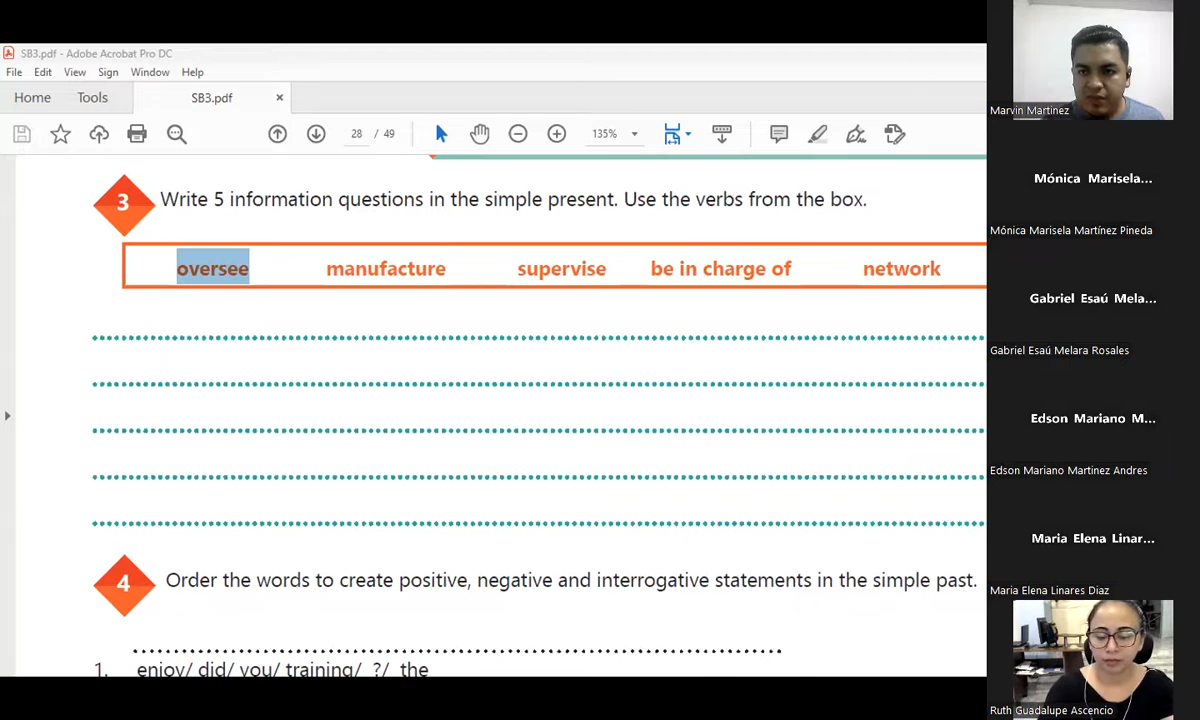 SB3.pdf - Adobe Acrobat Pro DC
File Edit View Sign Window Help
Home Tools SB3.pdf ×
28 / 49 135%
3 Write 5 information questions in the simple present. Use the verbs from the box.
oversee manufacture supervise be in charge of network
4 Order the words to create positive, negative and interrogative statements in the simple past.
1. enjoy/ did/ you/ training/ ?/ the
Marvin Martinez
Mónica Marisela...
Mónica Marisela Martínez Pineda
Gabriel Esaú Mela...
Gabriel Esaú Melara Rosales
Edson Mariano M...
Edson Mariano Martinez Andres
Maria Elena Linar...
Maria Elena Linares Diaz
Ruth Guadalupe Ascencio